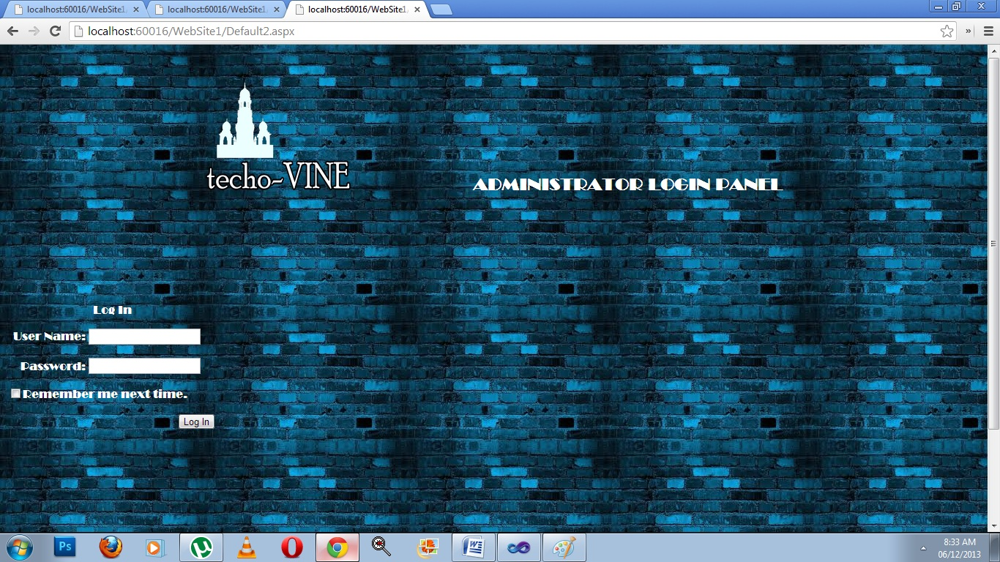 localhost:60016/WebSite1
localhost:60016/WebSite1
localhost:60016/WebSite1
localhost:60016/WebSite1/Default2.aspx
techo-VINE
ADMINISTRATOR LOGIN PANEL
Log In
User Name:
Password:
Remember me next time.
Log In
Ps
W
8:33 AM
06/12/2013